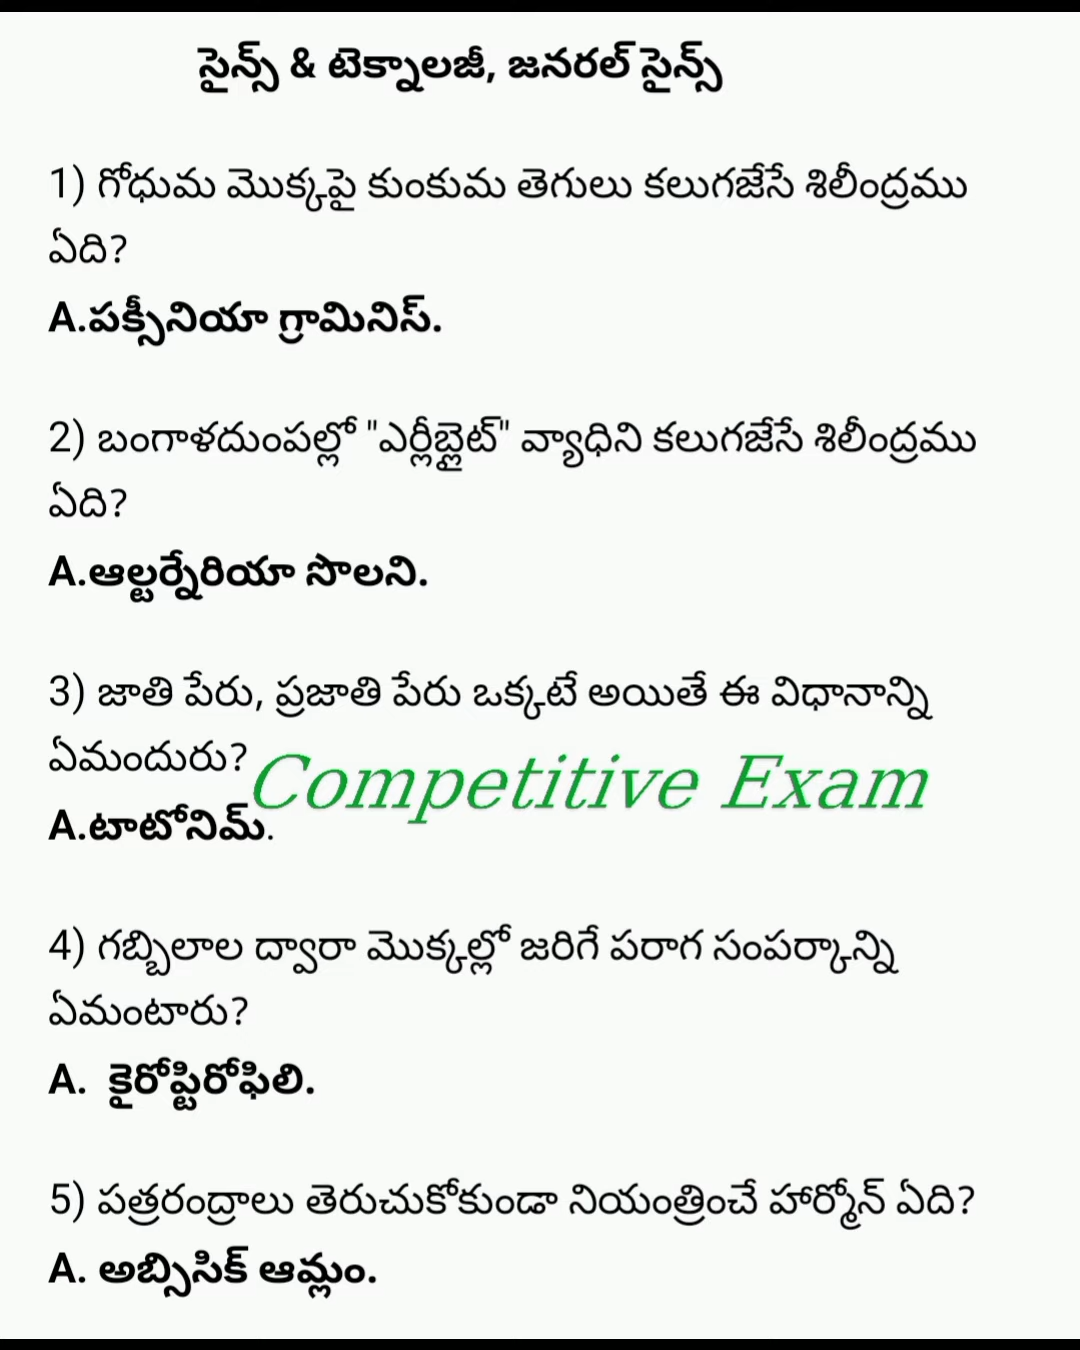 సైన్స్ & టెక్నాలజీ, జనరల్ సైన్స్
1) గోధుమ మొక్కపై కుంకుమ తెగులు కలుగజేసే శిలీంద్రము
ఏది?
A.పక్సీనియా గ్రామినిస్.
2) బంగాళదుంపల్లో "ఎర్లీబ్లైట్" వ్యాధిని కలుగజేసే శిలీంద్రము
ఏది?
A.ఆల్టర్నేరియా సొలని.
3) జాతి పేరు, ప్రజాతి పేరు ఒక్కటే అయితే ఈ విధానాన్ని
ఏమందురు?
Competitive Exam
A.టాటోనిమ్.
4) గబ్బిలాల ద్వారా మొక్కల్లో జరిగే పరాగ సంపర్కాన్ని
ఏమంటారు?
A. కైరోప్టిరోఫిలి.
5) పత్రరంద్రాలు తెరుచుకోకుండా నియంత్రించే హార్మోన్ ఏది?
A. అబ్సిసిక్ ఆమ్లం.